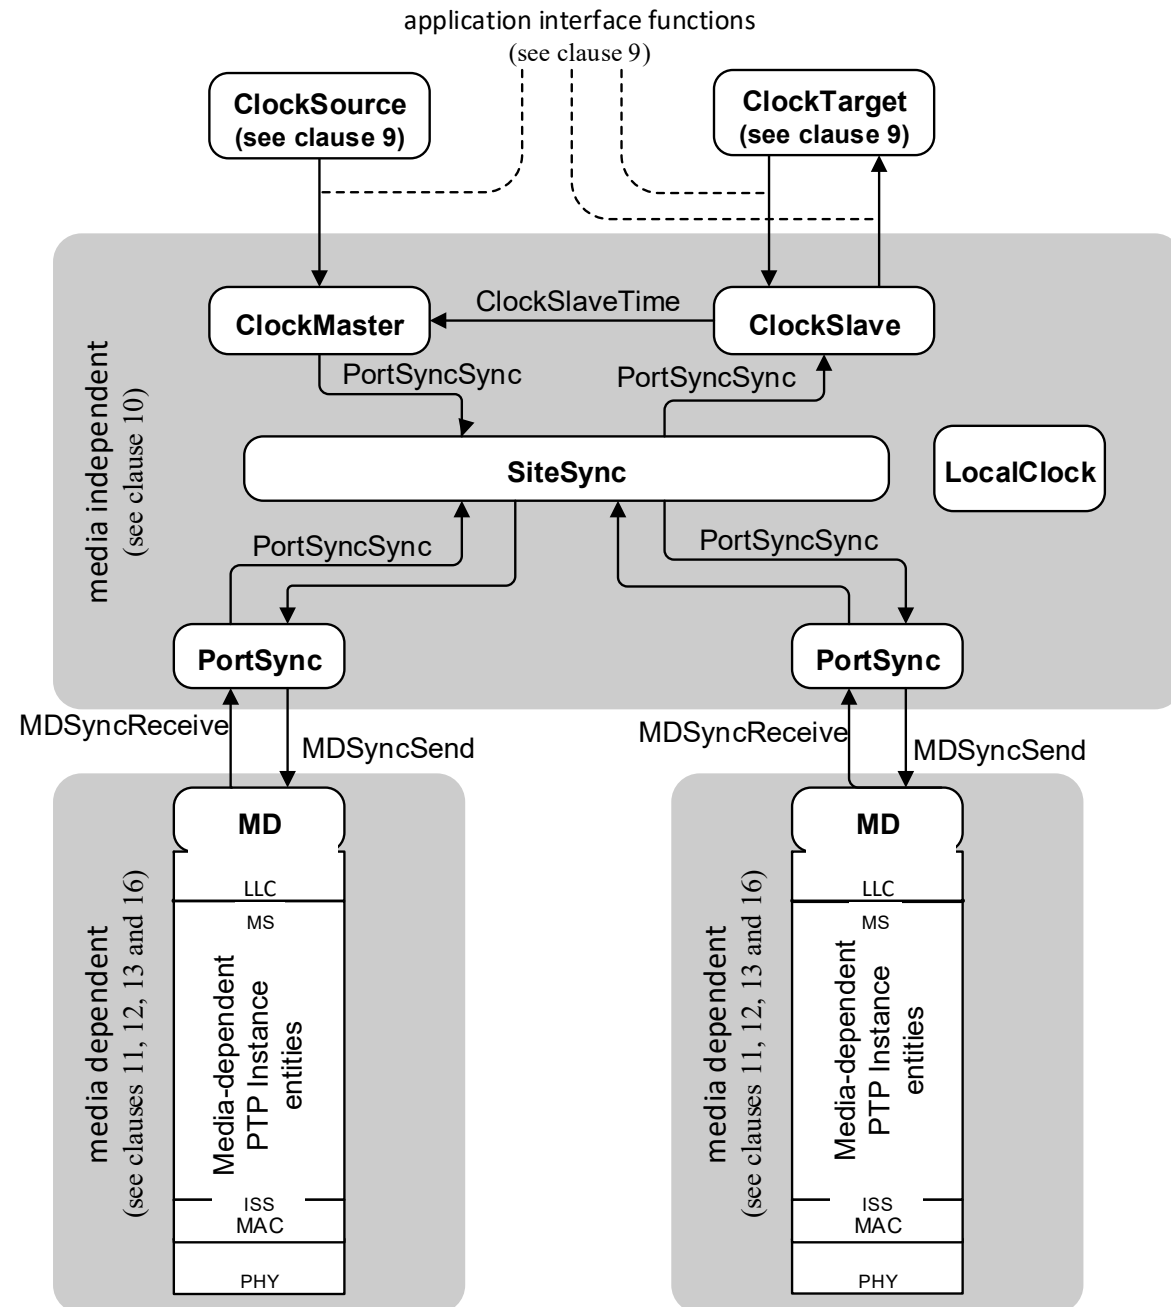 application interface functions
(see clause 9)
ClockSource
(see clause 9)
ClockTarget
(see clause 9)
ClockMaster
ClockSlaveTime
ClockSlave
PortSyncSync
PortSyncSync
media independent
(see clause 10)
SiteSync
LocalClock
PortSyncSync
PortSyncSync
PortSync
PortSync
MDSyncReceive
MDSyncSend
MDSyncReceive
MDSyncSend
media dependent
(see clauses 11, 12, 13 and 16)
MD
LLC
MS
Media-dependent
PTP Instance
entities
ISS
MAC
PHY
media dependent
(see clauses 11, 12, 13 and 16)
MD
LLC
MS
Media-dependent
PTP Instance
entities
ISS
MAC
PHY